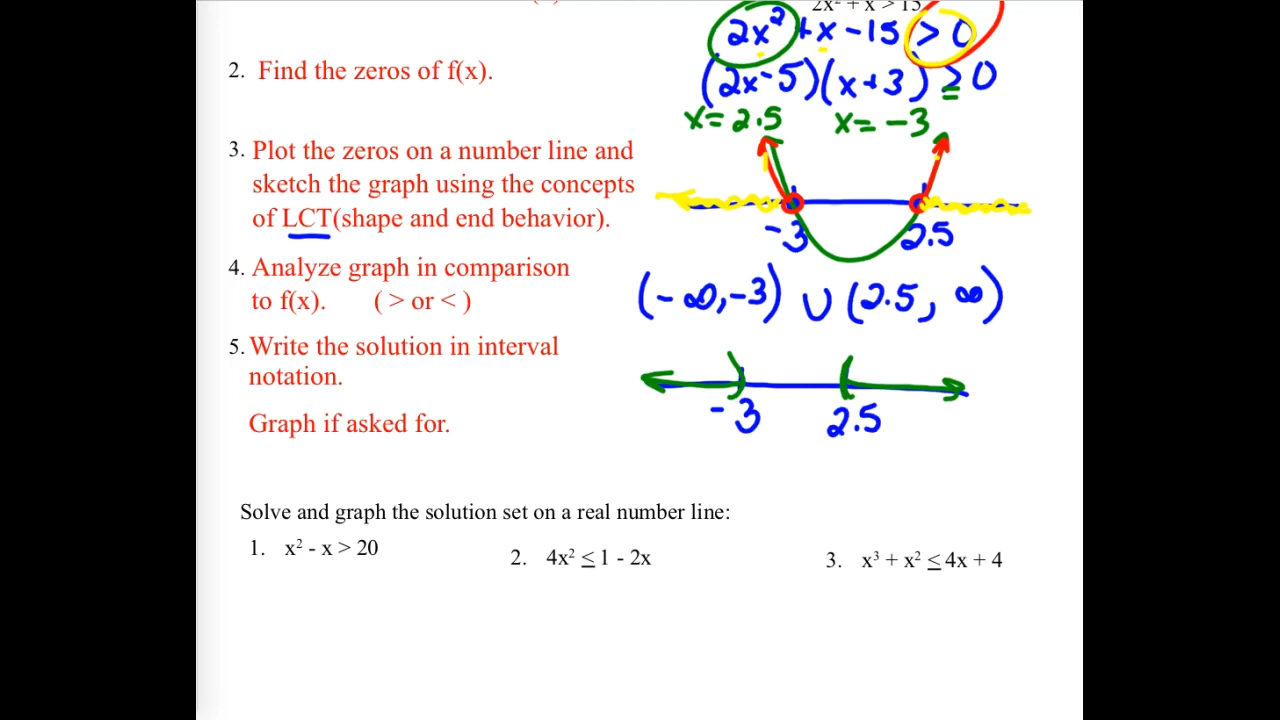 2x² + x > 15
2x² + x - 15 > 0
2. Find the zeros of f(x).
(2x - 5)(x + 3) > 0
x = 2.5 x = -3
3. Plot the zeros on a number line and
sketch the graph using the concepts
of LCT(shape and end behavior).
-3 2.5
4. Analyze graph in comparison
to f(x). ( > or < )
(-∞, -3) ∪ (2.5, ∞)
5. Write the solution in interval
notation.
-3 2.5
Graph if asked for.
Solve and graph the solution set on a real number line:
1. x² - x > 20
2. 4x² ≤ 1 - 2x
3. x³ + x² ≤ 4x + 4